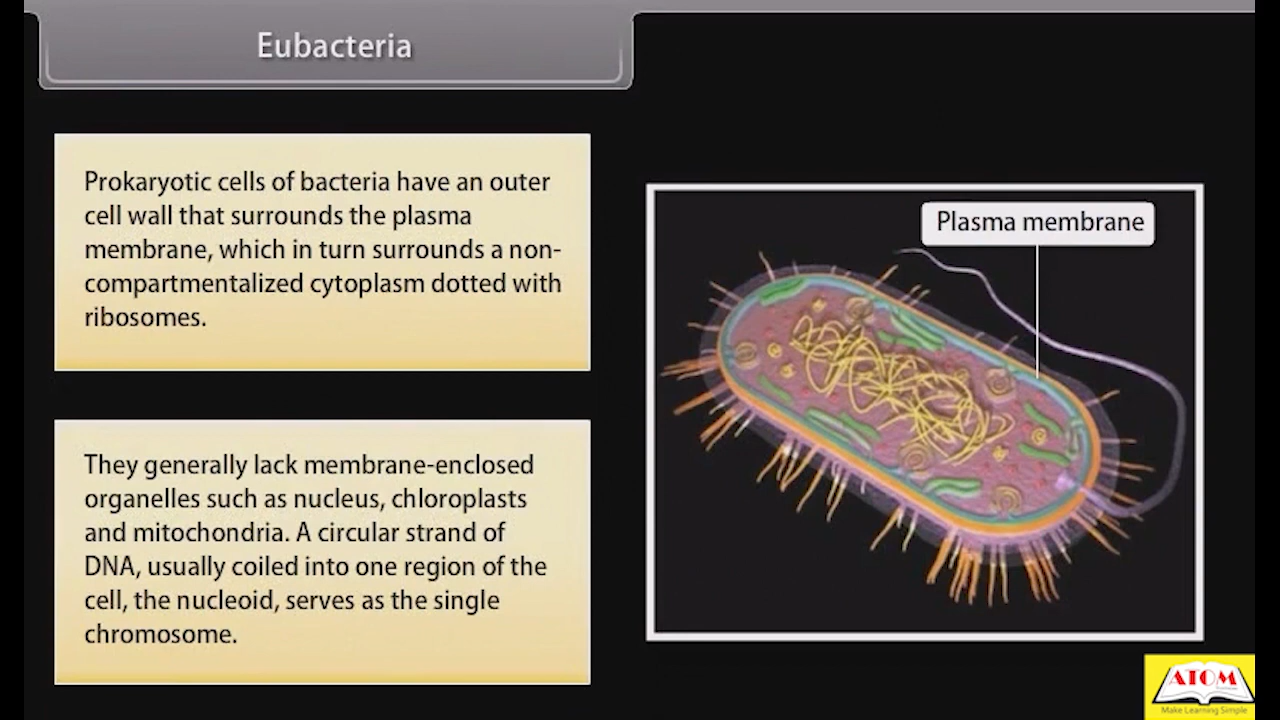 Eubacteria
Prokaryotic cells of bacteria have an outer
cell wall that surrounds the plasma
membrane, which in turn surrounds a non-
compartmentalized cytoplasm dotted with
ribosomes.
They generally lack membrane-enclosed
organelles such as nucleus, chloroplasts
and mitochondria. A circular strand of
DNA, usually coiled into one region of the
cell, the nucleoid, serves as the single
chromosome.
Plasma membrane
ATOM
Make Learning Simple